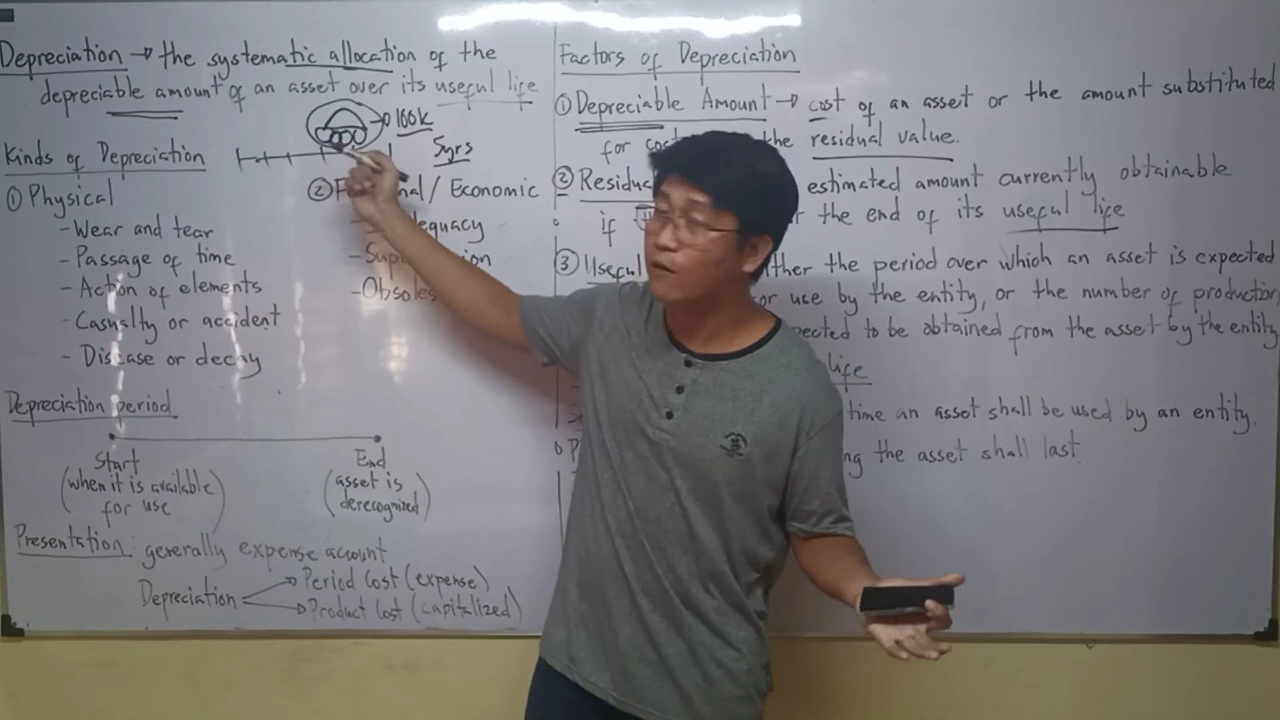 Depreciation → the systematic allocation of the
depreciable amount of an asset over its useful life
100k
5yrs
Kinds of Depreciation
① Physical
- Wear and tear
- Passage of time
- Action of elements
- Casualty or accident
- Disease or decay
② / Economic
-
-
- Obsoles
Depreciation period
Start
(when it is available
for use)
End
(asset is
derecognized)
Presentation: generally expense account
Depreciation → Period Cost (expense)
→ Product Cost (capitalized)
Factors of Depreciation
① Depreciable Amount → cost of an asset or the amount substituted
for residual value.
② estimated amount currently obtainable
if the end of its useful life
③ Useful the period over which an asset is expected
or use by the entity, or the number of production
to be obtained from the asset by the entity
time an asset shall be used by an entity.
the asset shall last.